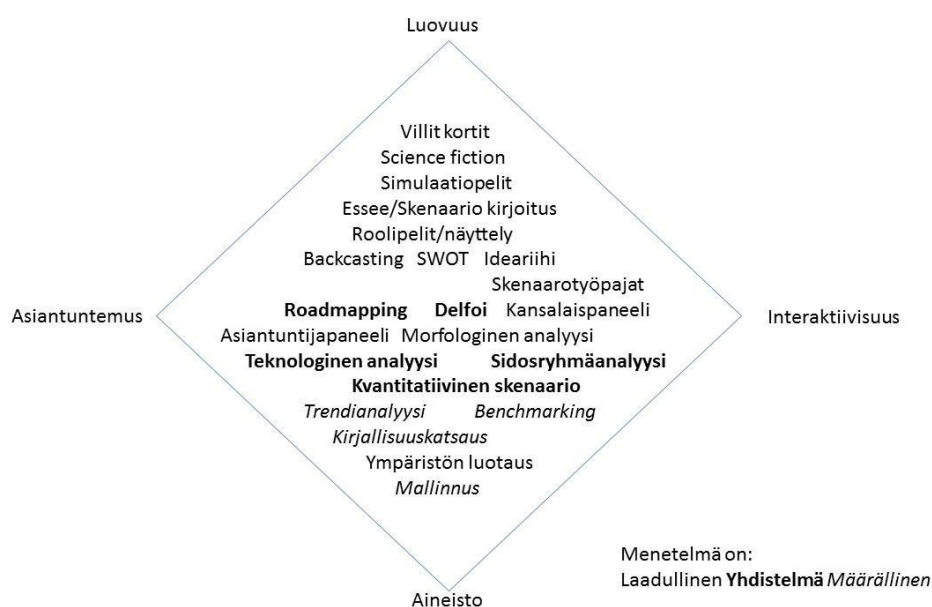 Luovuus
Villit kortit
Science fiction
Simulaatiopelit
Essee/Skenaario kirjoitus
Roolipelit/näyttely
Backcasting SWOT Ideariihi
Skenaarotyöpajat
Asiantuntemus
Roadmapping Delfoi Kansalaispaneeli
Interaktiivisuus
Asiantuntijapaneeli Morfologinen analyysi
Teknologinen analyysi Sidosryhmäanalyysi
Kvantitatiivinen skenaario
Trendianalyysi Benchmarking
Kirjallisuuskatsaus
Ympäristön luotaus
Mallinnus
Aineisto
Menetelmä on:
Laadullinen Yhdistelmä Määrällinen